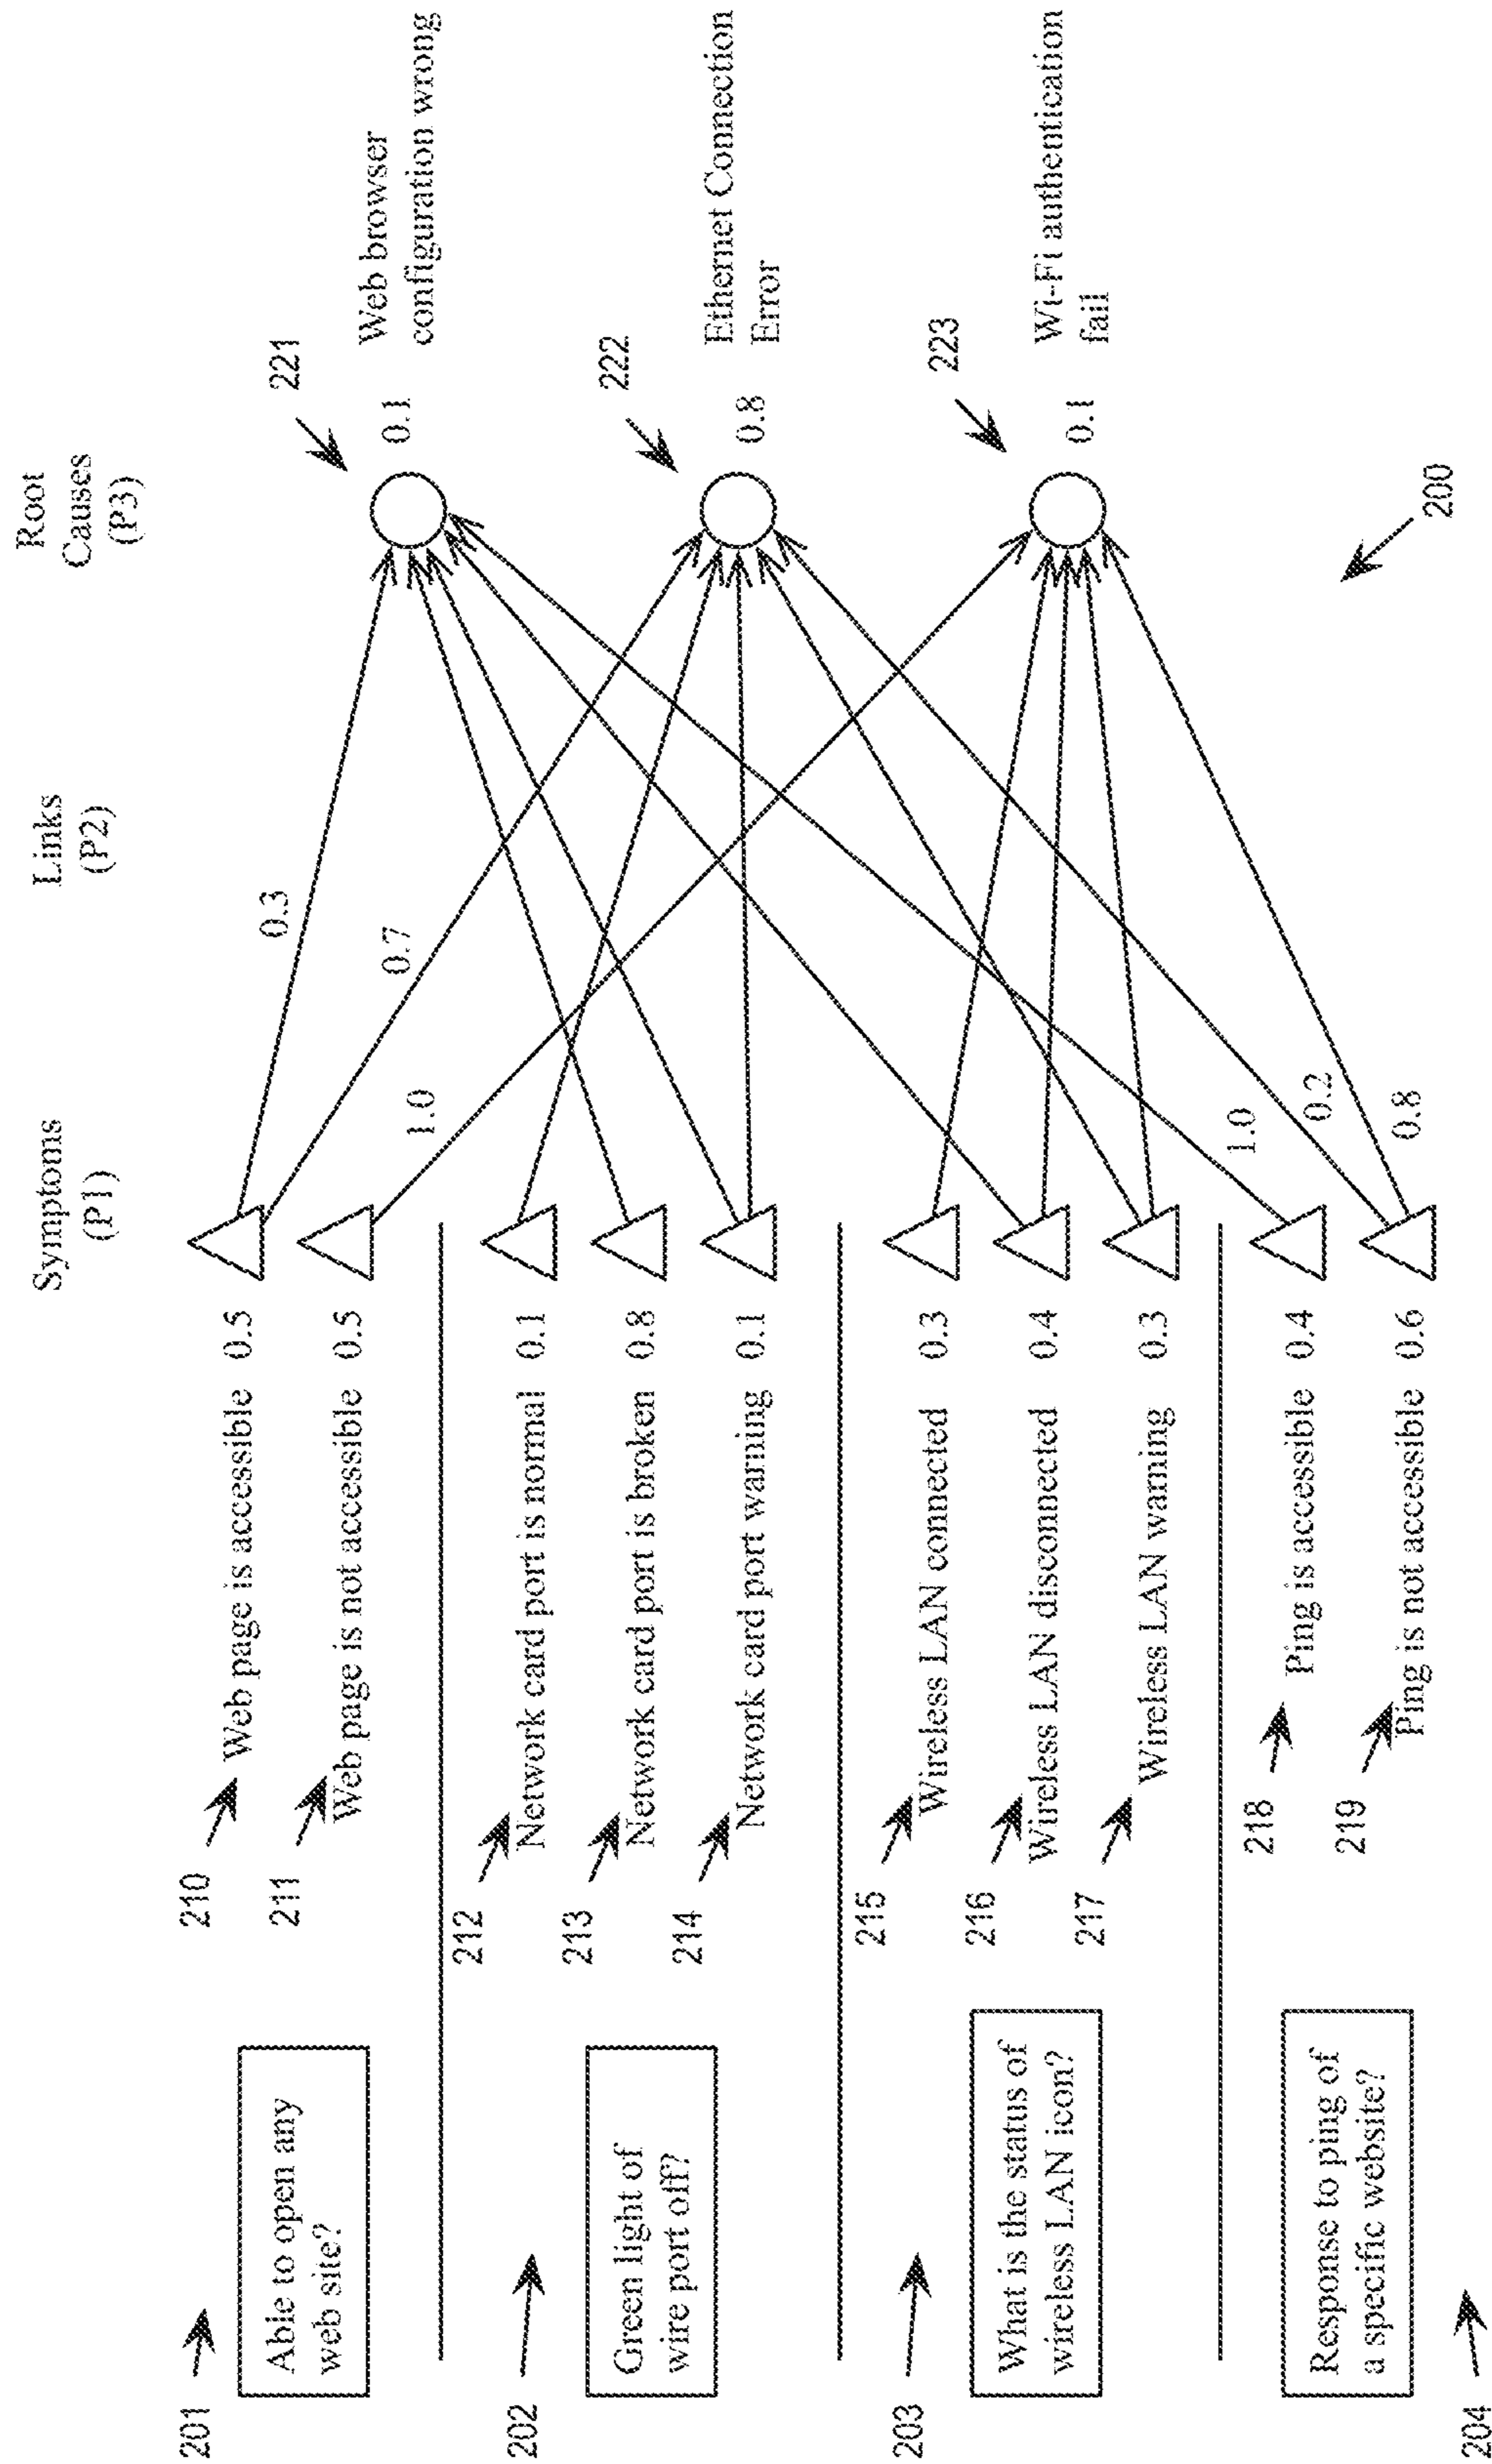 Symptoms
(P1)
Links
(P2)
Root
Causes
(P3)
201
Able to open any
web site?
210
Web page is accessible 0.5
211
Web page is not accessible 0.5
0.3
0.7
1.0
221
0.1
Web browser
configuration wrong
202
Green light of
wire port off?
212
Network card port is normal 0.1
213
Network card port is broken 0.8
214
Network card port warning 0.1
222
0.8
Ethernet Connection
Error
203
What is the status of
wireless LAN icon?
215
Wireless LAN connected 0.3
216
Wireless LAN disconnected 0.4
217
Wireless LAN warning 0.3
223
0.1
Wi-Fi authentication
fail
204
Response to ping of
a specific website?
218
Ping is accessible 0.4
219
Ping is not accessible 0.6
1.0
0.2
0.8
200